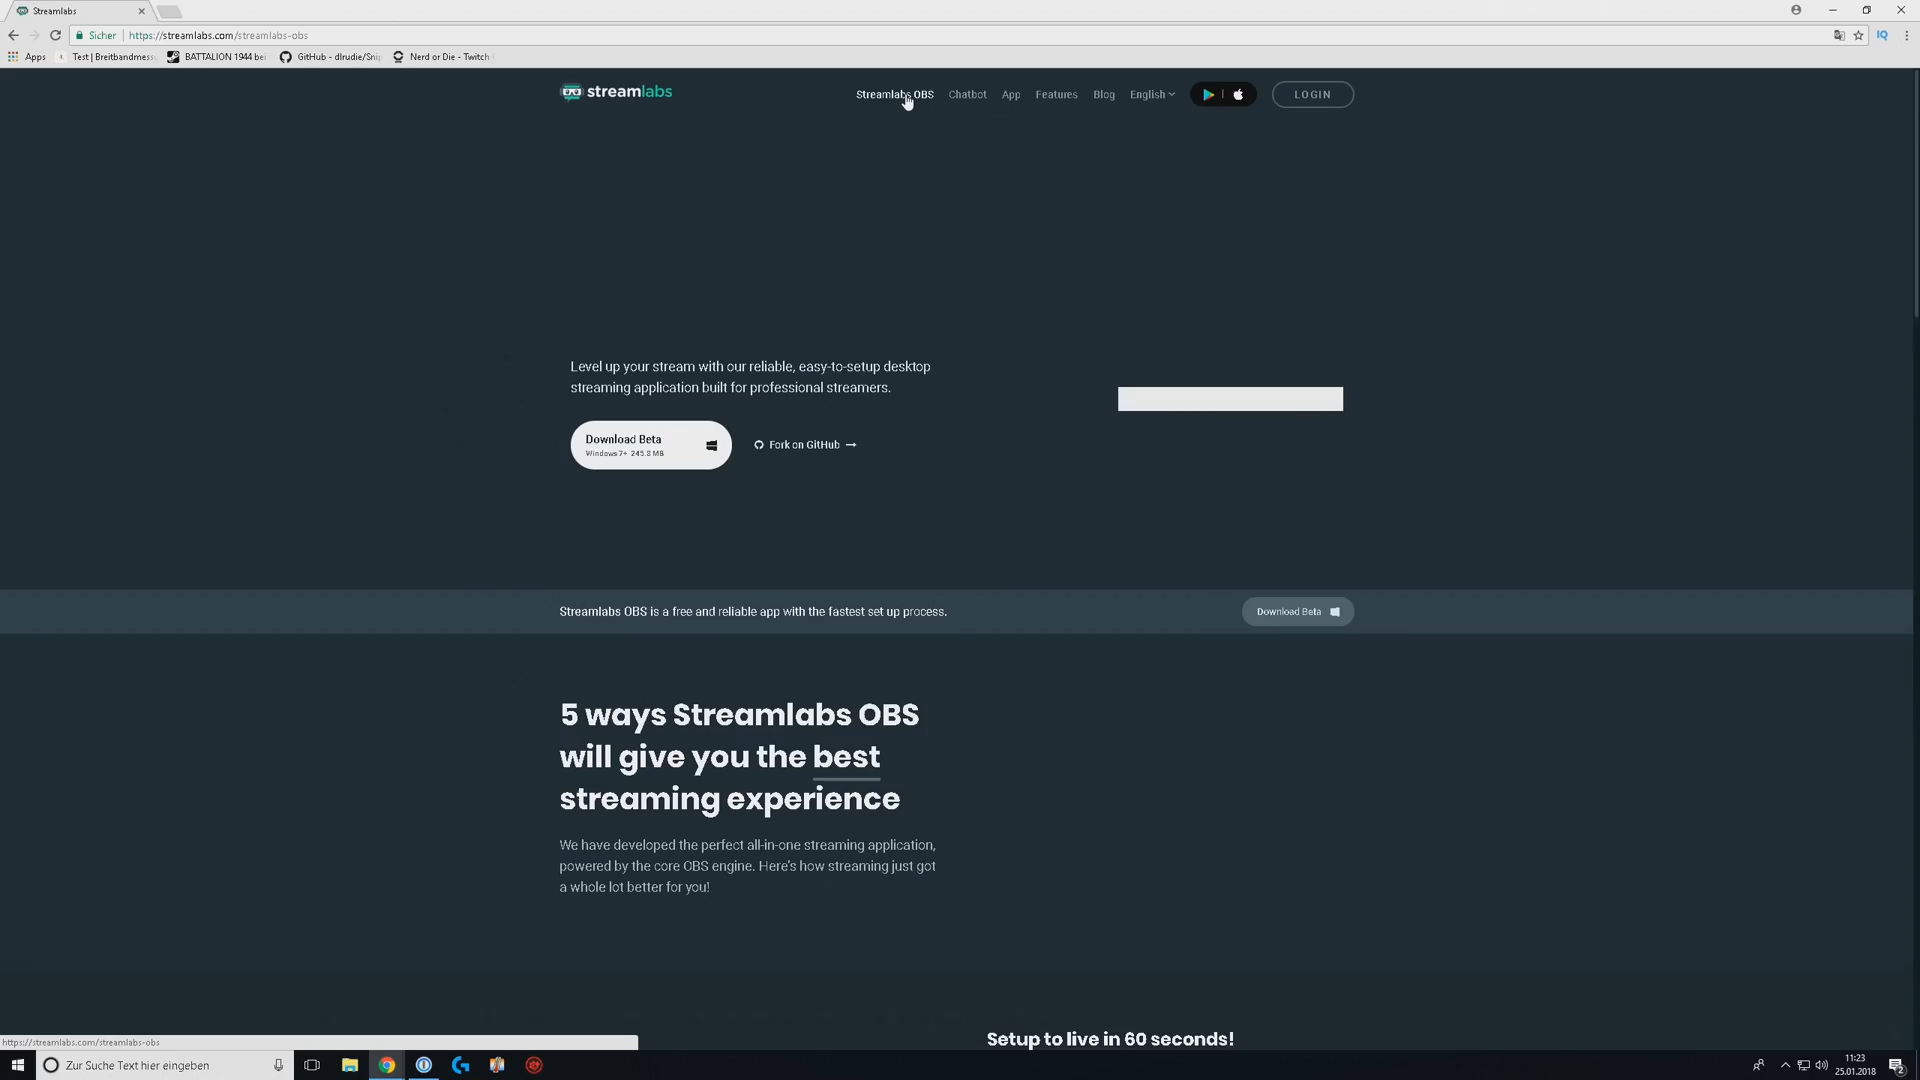 Streamlabs
Sicher https://streamlabs.com/streamlabs-obs
Apps Test | Breitbandmess BATTALION 1944 bei GitHub - dlrudie/Snip Nerd or Die - Twitch
streamlabs Streamlabs OBS Chatbot App Features Blog English LOGIN
Level up your stream with our reliable, easy-to-setup desktop
streaming application built for professional streamers.
Download Beta
Windows 7+ 245.8 MB
Fork on GitHub
Streamlabs OBS is a free and reliable app with the fastest set up process. Download Beta
5 ways Streamlabs OBS
will give you the best
streaming experience
We have developed the perfect all-in-one streaming application,
powered by the core OBS engine. Here's how streaming just got
a whole lot better for you!
Setup to live in 60 seconds!
https://streamlabs.com/streamlabs-obs
Zur Suche Text hier eingeben
11:23
25.01.2018
2